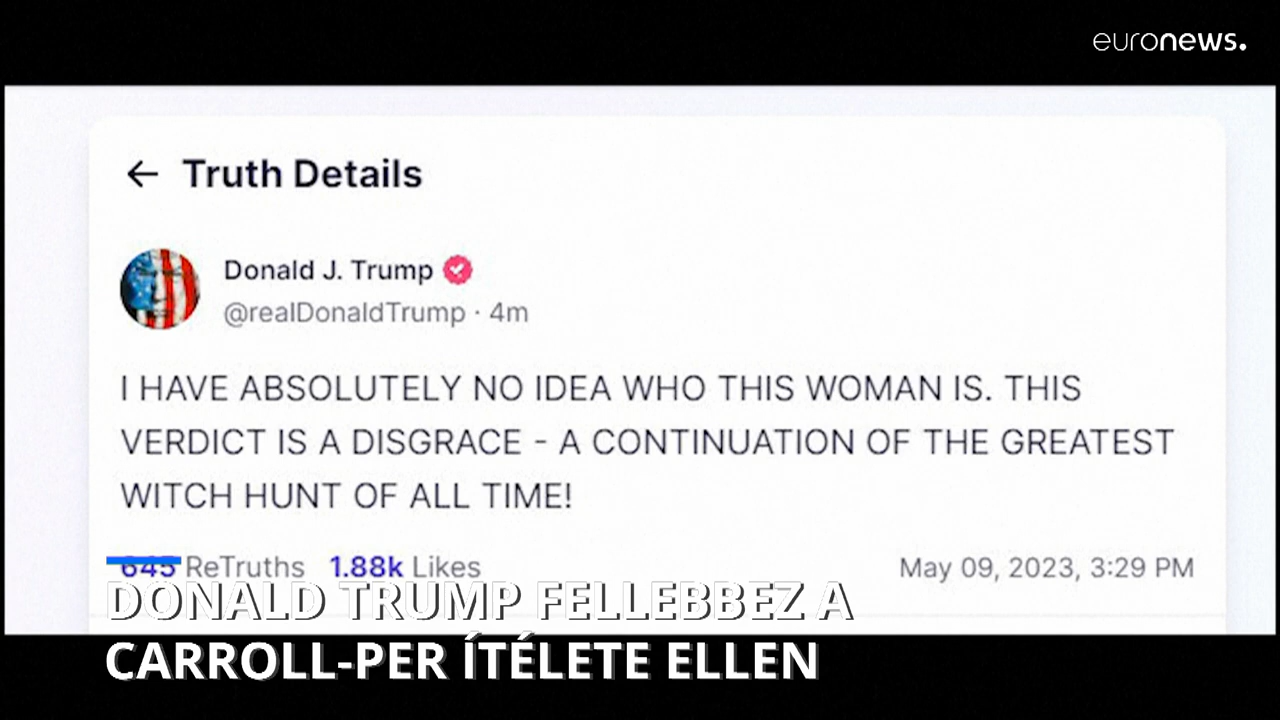 euronews.
← Truth Details
Donald J. Trump
@realDonaldTrump · 4m
I HAVE ABSOLUTELY NO IDEA WHO THIS WOMAN IS. THIS
VERDICT IS A DISGRACE - A CONTINUATION OF THE GREATEST
WITCH HUNT OF ALL TIME!
645 ReTruths 1.88k Likes May 09, 2023, 3:29 PM
DONALD TRUMP FELLEBBEZ A
CARROLL-PER ÍTÉLETE ELLEN